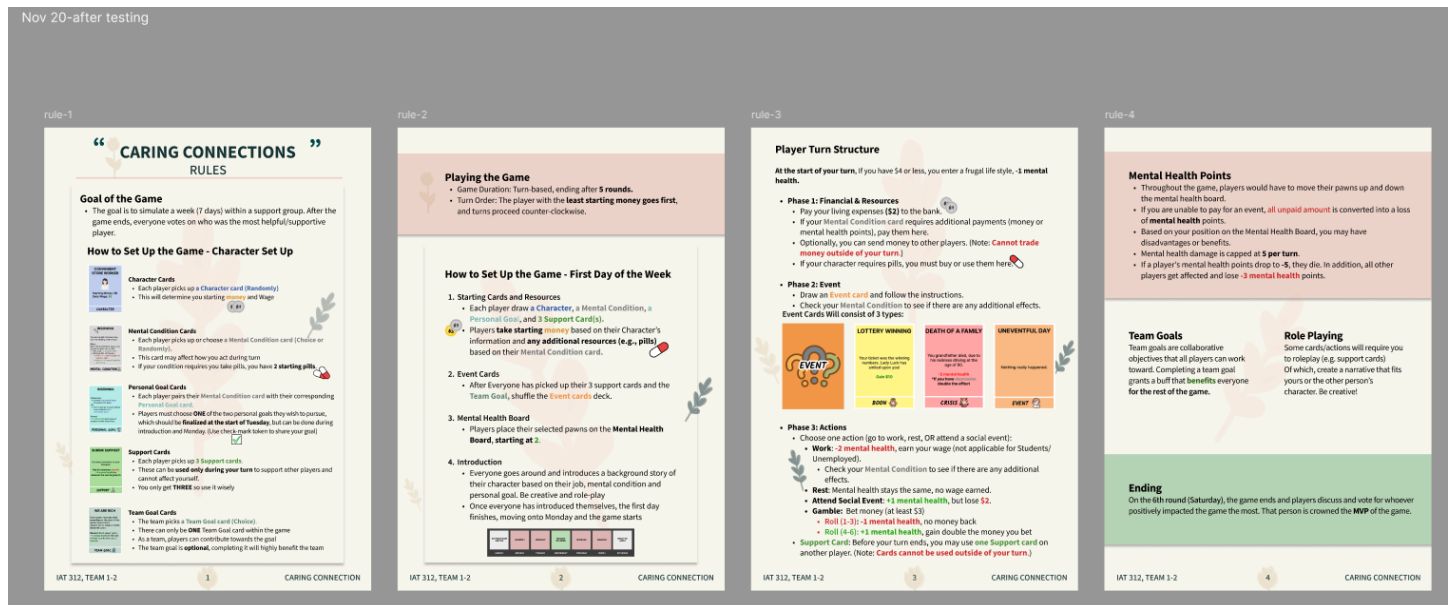 Nov 20-after testing
rule-1
“ CARING CONNECTIONS ”
RULES
Goal of the Game
• The goal is to simulate a week (7 days) within a support group. After the
game ends, everyone votes on who was the most helpful/supportive
player.
How to Set Up the Game - Character Set Up
CHARACTER
Character Cards
• Each player picks up a Character card (Randomly)
• This will determine you starting money and Wage
Mental Condition Cards
• Each player picks up or choose a Mental Condition card (Choice or
Randomly).
• This card may affect how you act during turn
• If your condition requires you take pills, you have 2 starting pills
Personal Goal Cards
• Each player pairs their Mental Condition card with their corresponding
Personal Goal card.
• Players must choose ONE of the two personal goals they wish to pursue,
which should be finalized at the start of Tuesday, but can be done during
introduction and Monday. (Use check mark token to share your goal)
Support Cards
• Each player picks up 3 Support cards.
• These can be used only during your turn to support other players and
cannot affect yourself.
• You only get THREE so use it wisely
Team Goal Cards
• The team picks a Team Goal card (Choice).
• There can only be ONE Team Goal card within the game
• As a team, players can contribute towards the goal
• The team goal is optional, completing it will highly benefit the team
IAT 312, TEAM 1-2
1
CARING CONNECTION
rule-2
Playing the Game
• Game Duration: Turn-based, ending after 5 rounds.
• Turn Order: The player with the least starting money goes first,
and turns proceed counter-clockwise.
How to Set Up the Game - First Day of the Week
1. Starting Cards and Resources
• Each player draw a Character, a Mental Condition, a
Personal Goal, and 3 Support Card(s).
• Players take starting money based on their Character's
information and any additional resources (e.g., pills)
based on their Mental Condition card.
2. Event Cards
• After Everyone has picked up their 3 support cards and the
Team Goal, shuffle the Event cards deck.
3. Mental Health Board
• Players place their selected pawns on the Mental Health
Board, starting at 2.
4. Introduction
• Everyone goes around and introduces a background story of
their character based on their job, mental condition and
personal goal. Be creative and role-play
• Once everyone has introduced themselves, the first day
finishes, moving onto Monday and the game starts
IAT 312, TEAM 1-2
2
CARING CONNECTION
rule-3
Player Turn Structure
At the start of your turn, If you have $4 or less, you enter a frugal life style, -1 mental
health.
• Phase 1: Financial & Resources
• Pay your living expenses ($2) to the bank.
• If your Mental Condition card requires additional payments (money or
mental health points), pay them here.
• Optionally, you can send money to other players. (Note: Cannot trade
money outside of your turn.)
• If your character requires pills, you must buy or use them here.
• Phase 2: Event
• Draw an Event card and follow the instructions.
• Check your Mental Condition to see if there are any additional effects.
Event Cards Will consist of 3 types:
EVENT
LOTTERY WINNING
BOON
DEATH OF A FAMILY
CRISIS
UNEVENTFUL DAY
Nothing really happened.
EVENT
• Phase 3: Actions
• Choose one action (go to work, rest, OR attend a social event):
• Work: -2 mental health, earn your wage (not applicable for Students/
Unemployed).
• Check your Mental Condition to see if there are any additional
effects.
• Rest: Mental health stays the same, no wage earned.
• Attend Social Event: +1 mental health, but lose $2.
• Gamble: Bet money (at least $3)
• Roll (1-3): -1 mental health, no money back
• Roll (4-6): +1 mental health, gain double the money you bet
• Support Card: Before your turn ends, you may use one Support card on
another player. (Note: Cards cannot be used outside of your turn.)
IAT 312, TEAM 1-2
3
CARING CONNECTION
rule-4
Mental Health Points
• Throughout the game, players would have to move their pawns up and down
the mental health board.
• If you are unable to pay for an event, all unpaid amount is converted into a loss
of mental health points.
• Based on your position on the Mental Health Board, you may have
disadvantages or benefits.
• Mental health damage is capped at 5 per turn.
• If a player's mental health points drop to -5, they die. In addition, all other
players get affected and lose -3 mental health points.
Team Goals
Team goals are collaborative
objectives that all players can work
toward. Completing a team goal
grants a buff that benefits everyone
for the rest of the game.
Role Playing
Some cards/actions will require you
to roleplay (e.g. support cards)
Of which, create a narrative that fits
yours or the other person's
character. Be creative!
Ending
On the 6th round (Saturday), the game ends and players discuss and vote for whoever
positively impacted the game the most. That person is crowned the MVP of the game.
IAT 312, TEAM 1-2
4
CARING CONNECTION